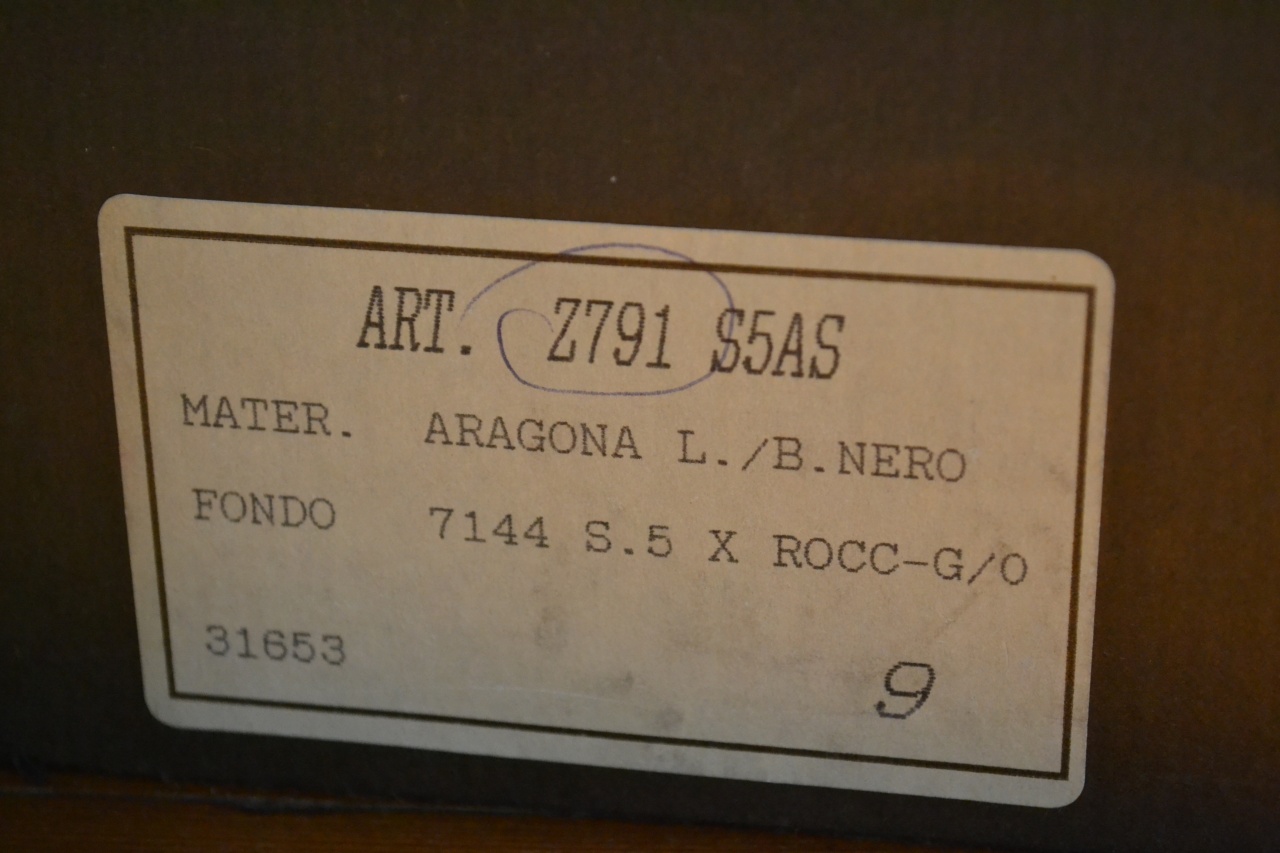 ART. Z791 S5AS
MATER. ARAGONA L./B.NERO
FONDO 7144 S.5 X ROCC-G/O
31653 9